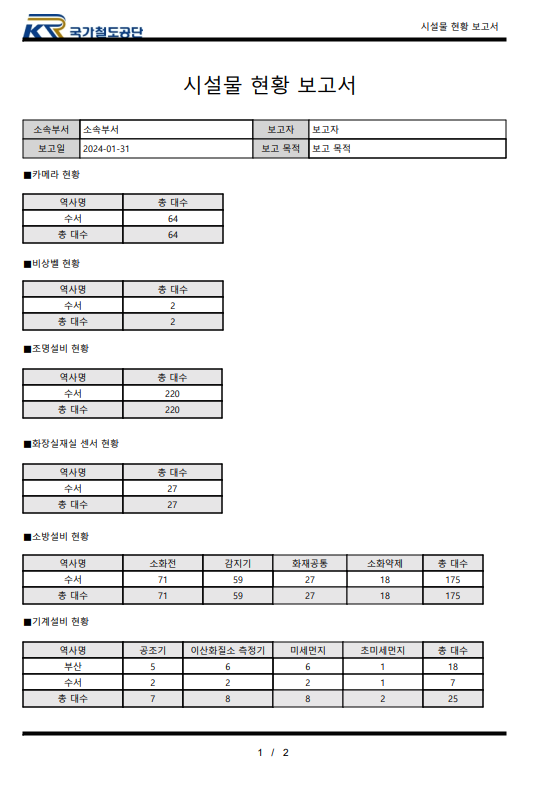 KR 국가철도공단
시설물 현황 보고서
시설물 현황 보고서
소속부서 소속부서 보고자 보고자
보고일 2024-01-31 보고 목적 보고 목적
■카메라 현황
역사명 총 대수
수서 64
총 대수 64
■비상벨 현황
역사명 총 대수
수서 2
총 대수 2
■조명설비 현황
역사명 총 대수
수서 220
총 대수 220
■화장실재실 센서 현황
역사명 총 대수
수서 27
총 대수 27
■소방설비 현황
역사명 소화전 감지기 화재공통 소화약제 총 대수
수서 71 59 27 18 175
총 대수 71 59 27 18 175
■기계설비 현황
역사명 공조기 이산화질소 측정기 미세먼지 초미세먼지 총 대수
부산 5 6 6 1 18
수서 2 2 2 1 7
총 대수 7 8 8 2 25
1 / 2